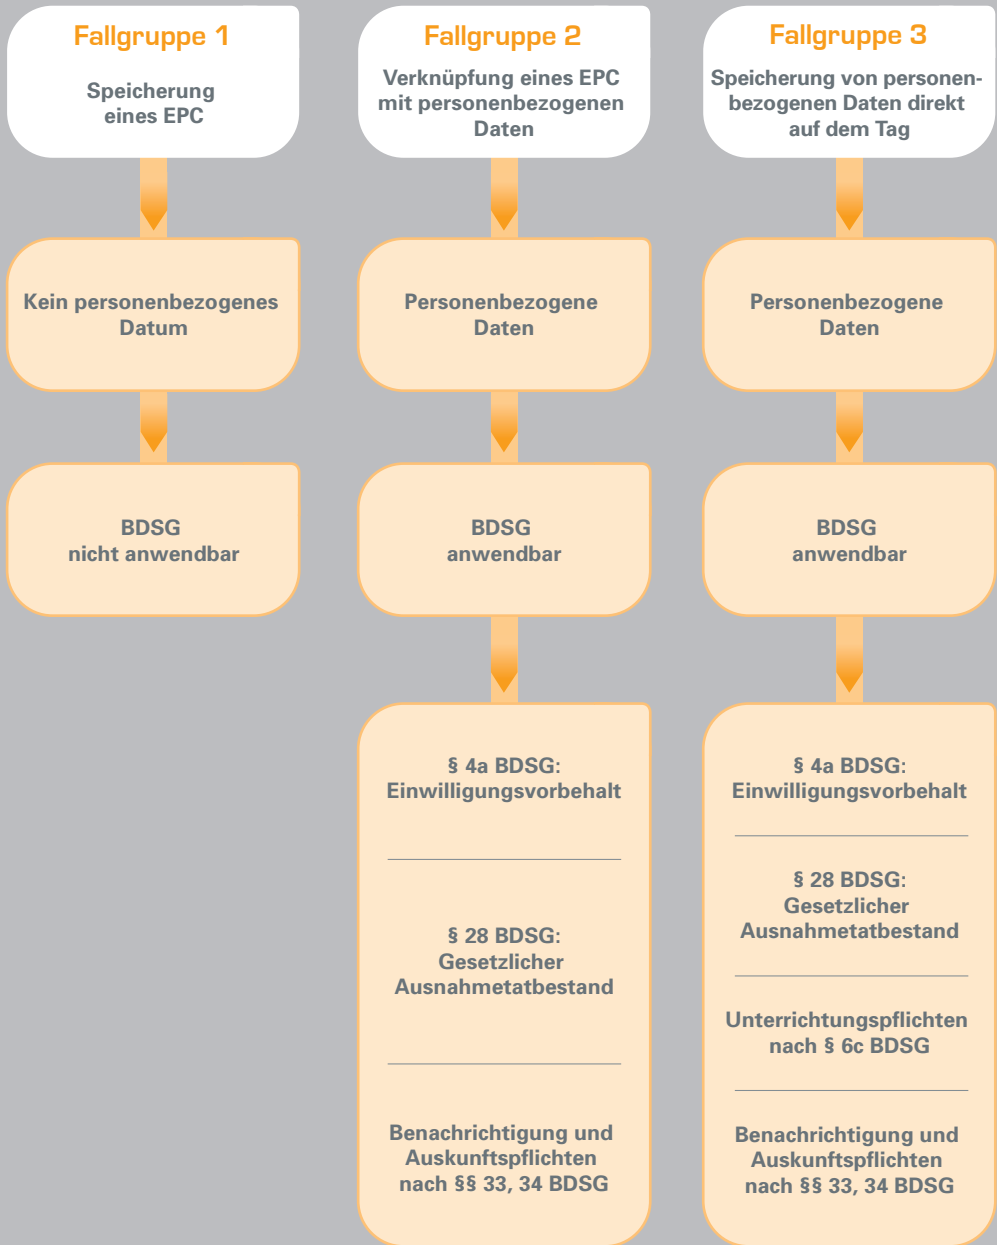 Fallgruppe 1
Speicherung
eines EPC
Kein personenbezogenes
Datum
BDSG
nicht anwendbar
Fallgruppe 2
Verknüpfung eines EPC
mit personenbezogenen
Daten
Personenbezogene
Daten
BDSG
anwendbar
§ 4a BDSG:
Einwilligungsvorbehalt
§ 28 BDSG:
Gesetzlicher
Ausnahmetatbestand
Benachrichtigung und
Auskunftspflichten
nach §§ 33, 34 BDSG
Fallgruppe 3
Speicherung von personen-
bezogenen Daten direkt
auf dem Tag
Personenbezogene
Daten
BDSG
anwendbar
§ 4a BDSG:
Einwilligungsvorbehalt
§ 28 BDSG:
Gesetzlicher
Ausnahmetatbestand
Unterrichtungspflichten
nach § 6c BDSG
Benachrichtigung und
Auskunftspflichten
nach §§ 33, 34 BDSG